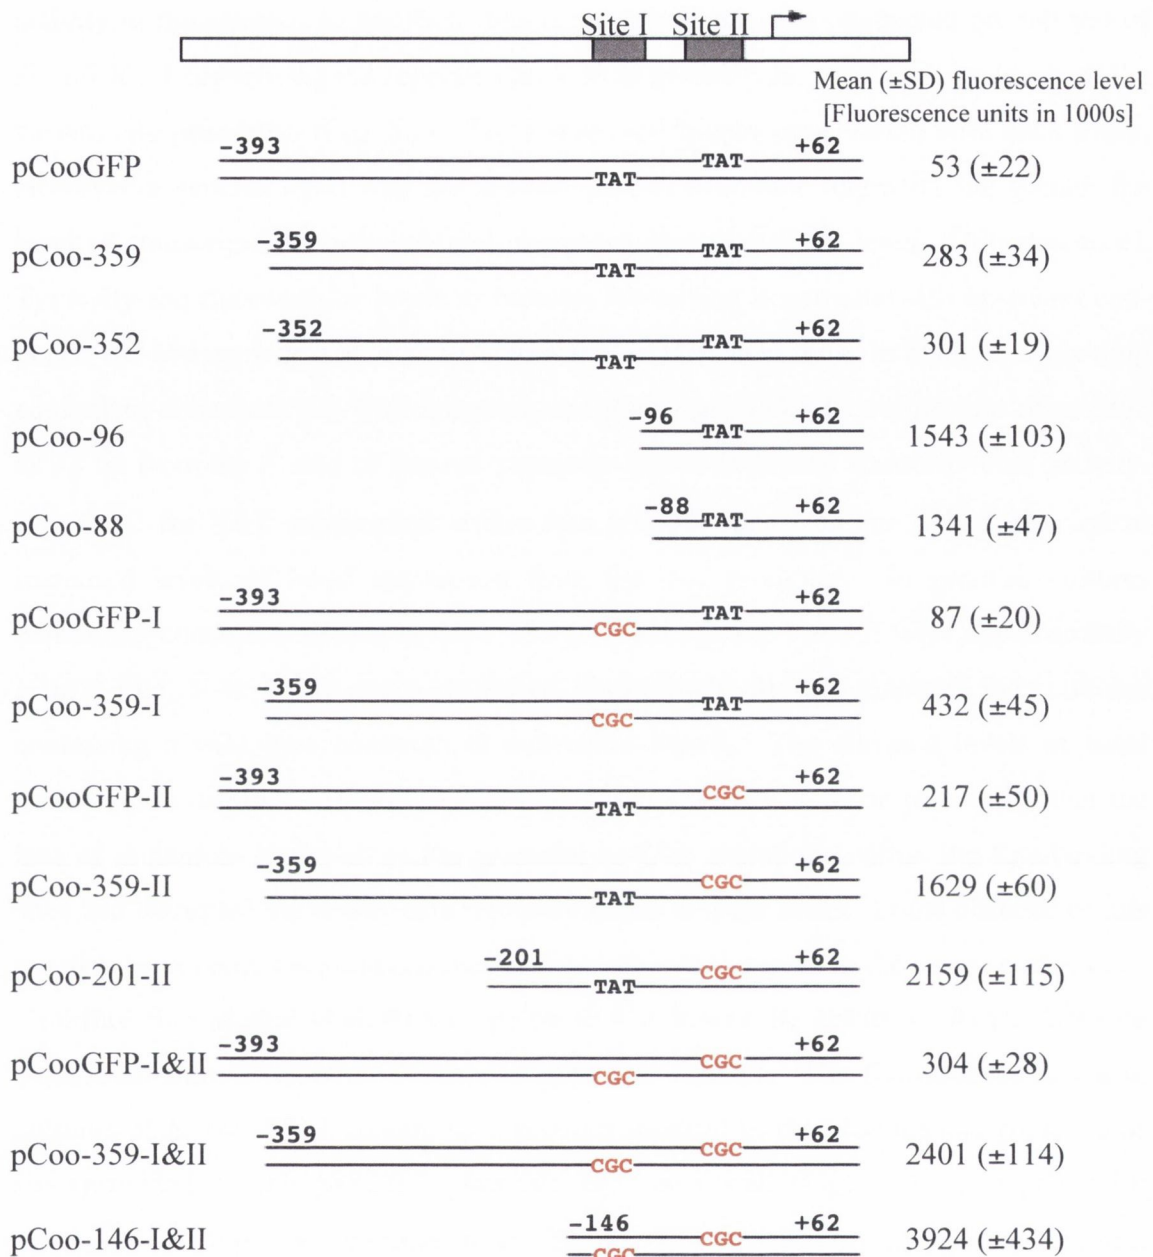 Site I Site II
Mean (±SD) fluorescence level
[Fluorescence units in 1000s]
-393 +62
pCooGFP TAT 53 (±22)
TAT
-359 +62
pCoo-359 TAT 283 (±34)
TAT
-352 +62
pCoo-352 TAT 301 (±19)
TAT
-96 +62
pCoo-96 TAT 1543 (±103)
-88 +62
pCoo-88 TAT 1341 (±47)
-393 +62
pCooGFP-I TAT 87 (±20)
CGC
-359 +62
pCoo-359-I TAT 432 (±45)
CGC
-393 +62
pCooGFP-II CGC 217 (±50)
TAT
-359 +62
pCoo-359-II CGC 1629 (±60)
TAT
-201 +62
pCoo-201-II CGC 2159 (±115)
TAT
-393 +62
pCooGFP-I&II CGC 304 (±28)
CGC
-359 +62
pCoo-359-I&II CGC 2401 (±114)
CGC
-146 +62
pCoo-146-I&II CGC 3924 (±434)
CGC